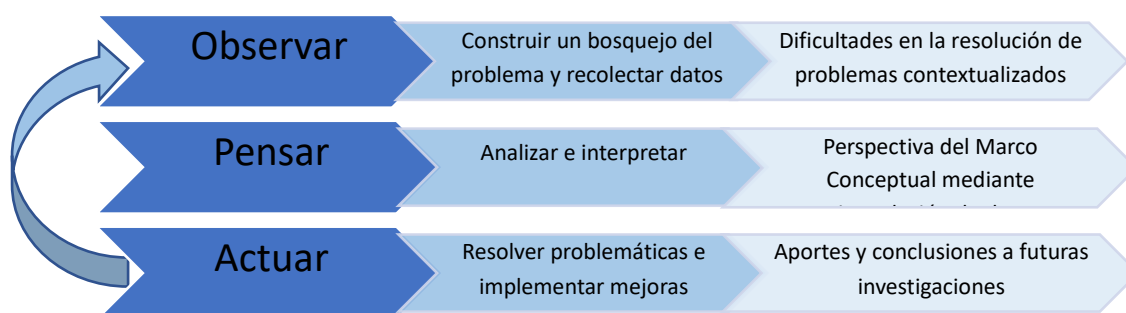 Observar
Construir un bosquejo del
problema y recolectar datos
Dificultades en la resolución de
problemas contextualizados
Pensar
Analizar e interpretar
Perspectiva del Marco
Conceptual mediante
Actuar
Resolver problemáticas e
implementar mejoras
Aportes y conclusiones a futuras
investigaciones